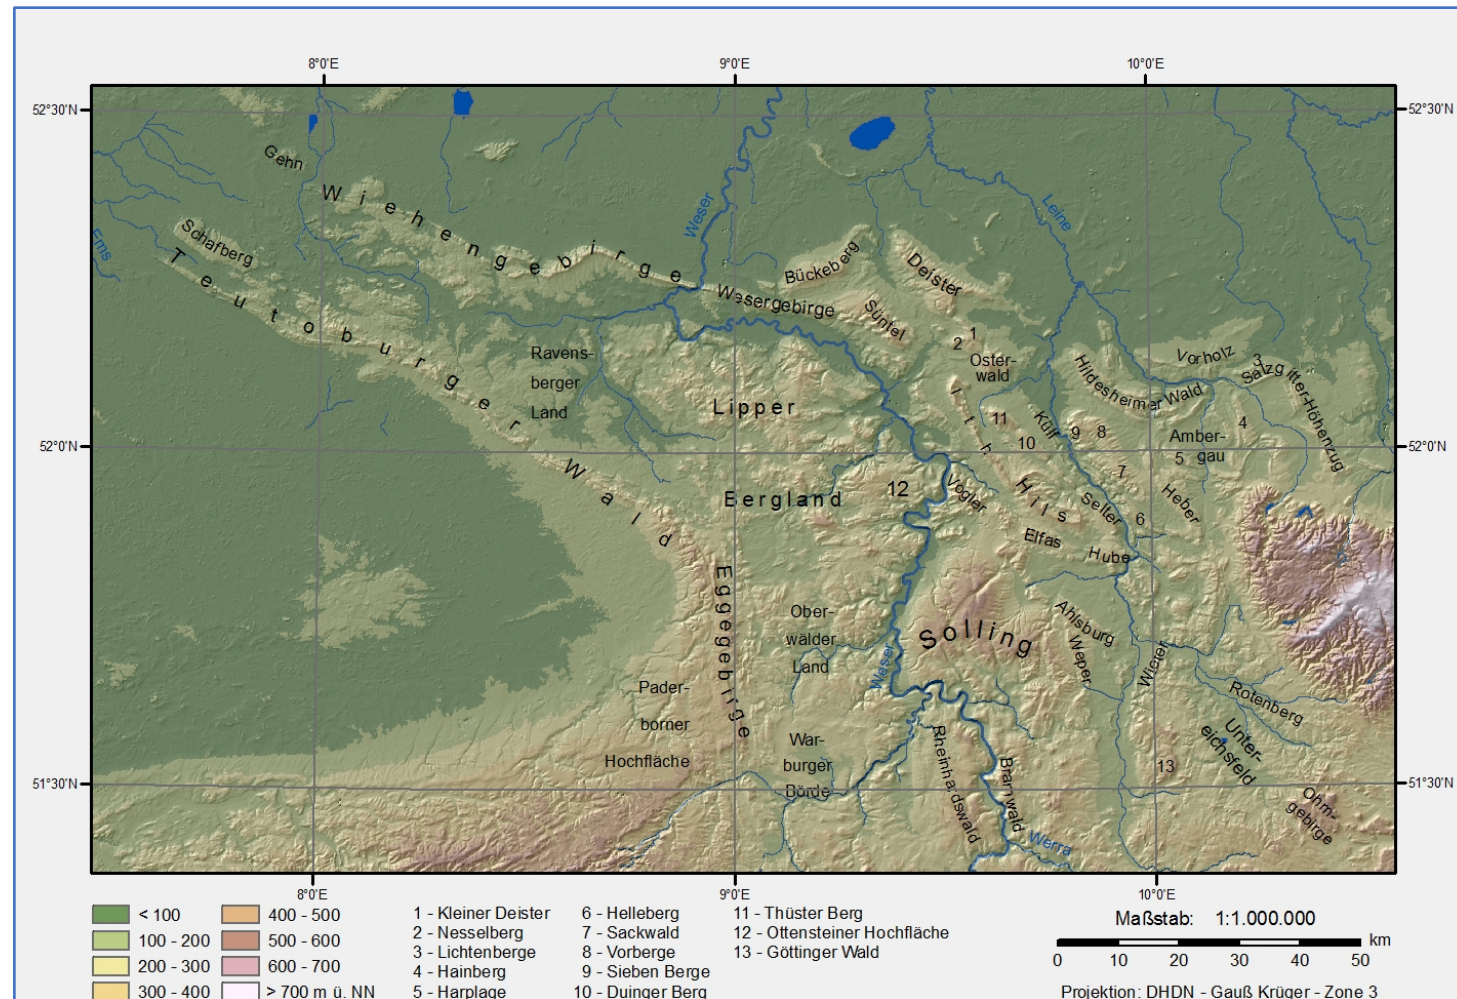 8°0'E
9°0'E
10°0'E
52°30'N
52°30'N
Gehn
Wiehengebirge
Weser
Leine
Ems
Schafberg
Teutoburger Wald
Bückeberg
Deister
Wesergebirge
Süntel
1
2
Oster-
wald
Ravens-
berger
Land
Lipper
Bergland
Ith
11
10
Külf
Hildesheimer Wald
Vorholz
3
Salzgitter-Höhenzug
4
9
8
Amber-
gau
5
7
52°0'N
52°0'N
12
Vogler
Hils
Selter
6
Heber
Elfas
Hube
Eggegebirge
Ober-
wälder
Land
Weser
Solling
Ahlsburg
Weper
Wieter
Rotenberg
Unter-
eichsfeld
Pader-
borner
Hochfläche
War-
burger
Börde
Rheinhardswald
Bramwald
Werra
13
Ohm-
gebirge
51°30'N
51°30'N
8°0'E
9°0'E
10°0'E
< 100
100 - 200
200 - 300
300 - 400
400 - 500
500 - 600
600 - 700
> 700 m ü. NN
1 - Kleiner Deister
2 - Nesselberg
3 - Lichtenberge
4 - Hainberg
5 - Harplage
6 - Helleberg
7 - Sackwald
8 - Vorberge
9 - Sieben Berge
10 - Duinger Berg
11 - Thüster Berg
12 - Ottensteiner Hochfläche
13 - Göttinger Wald
Maßstab: 1:1.000.000
km
0 10 20 30 40 50
Projektion: DHDN - Gauß Krüger - Zone 3